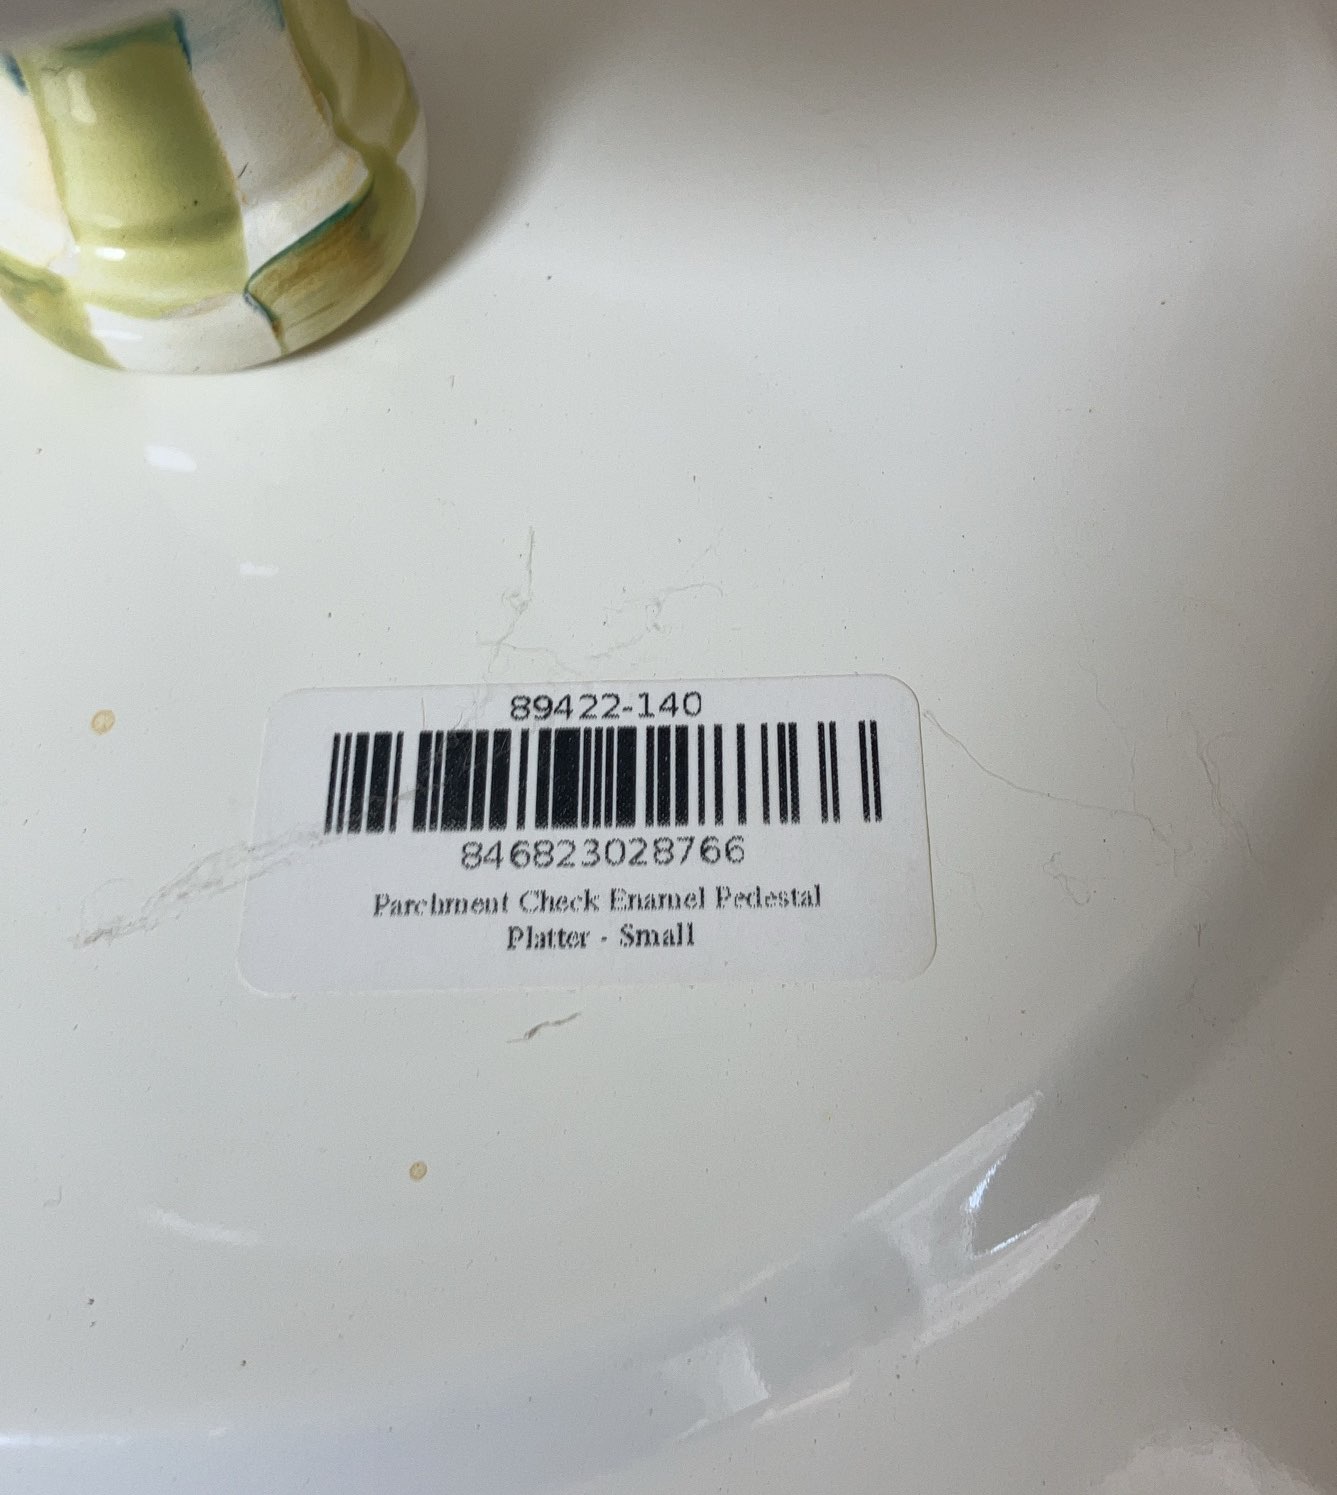 89422-140
846823028766
Parchment Check Enamel Pedestal
Platter - Small